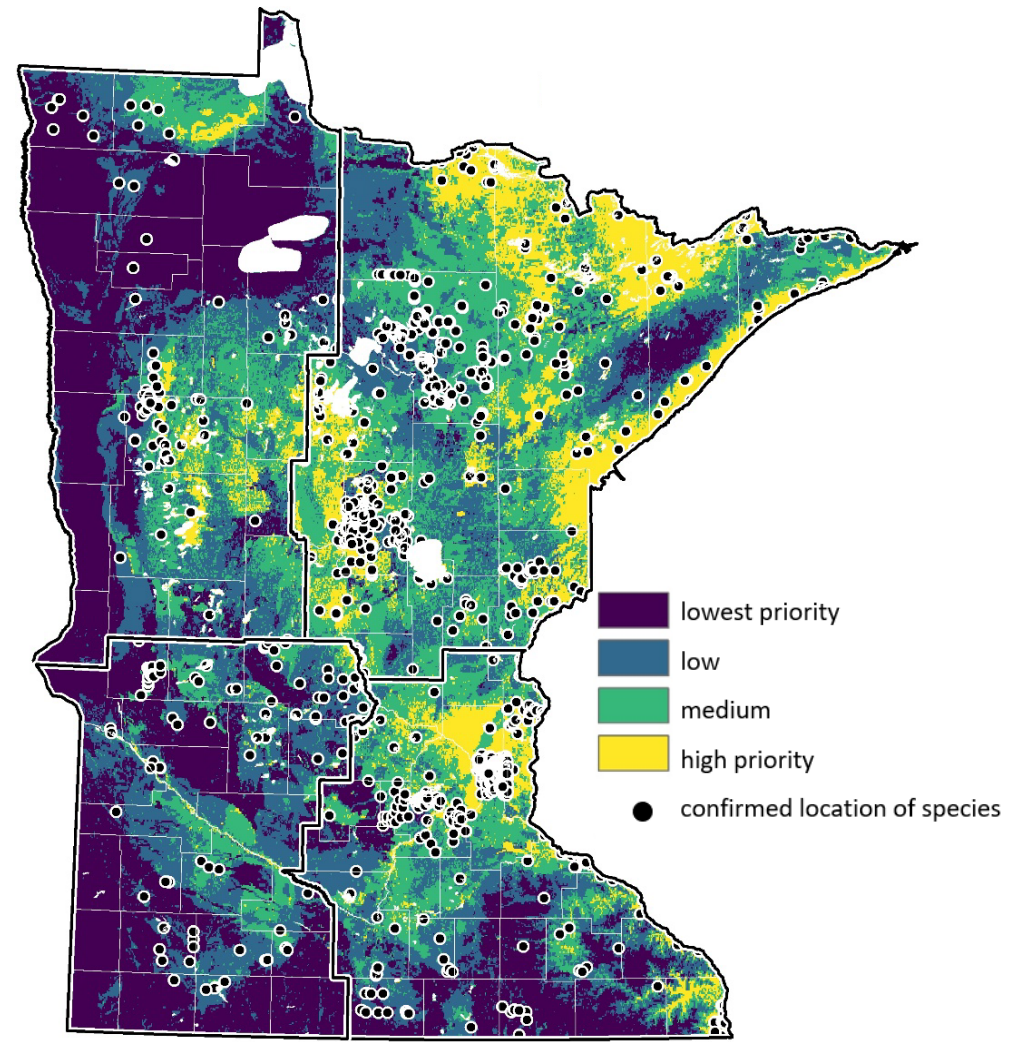 lowest priority
low
medium
high priority
confirmed location of species